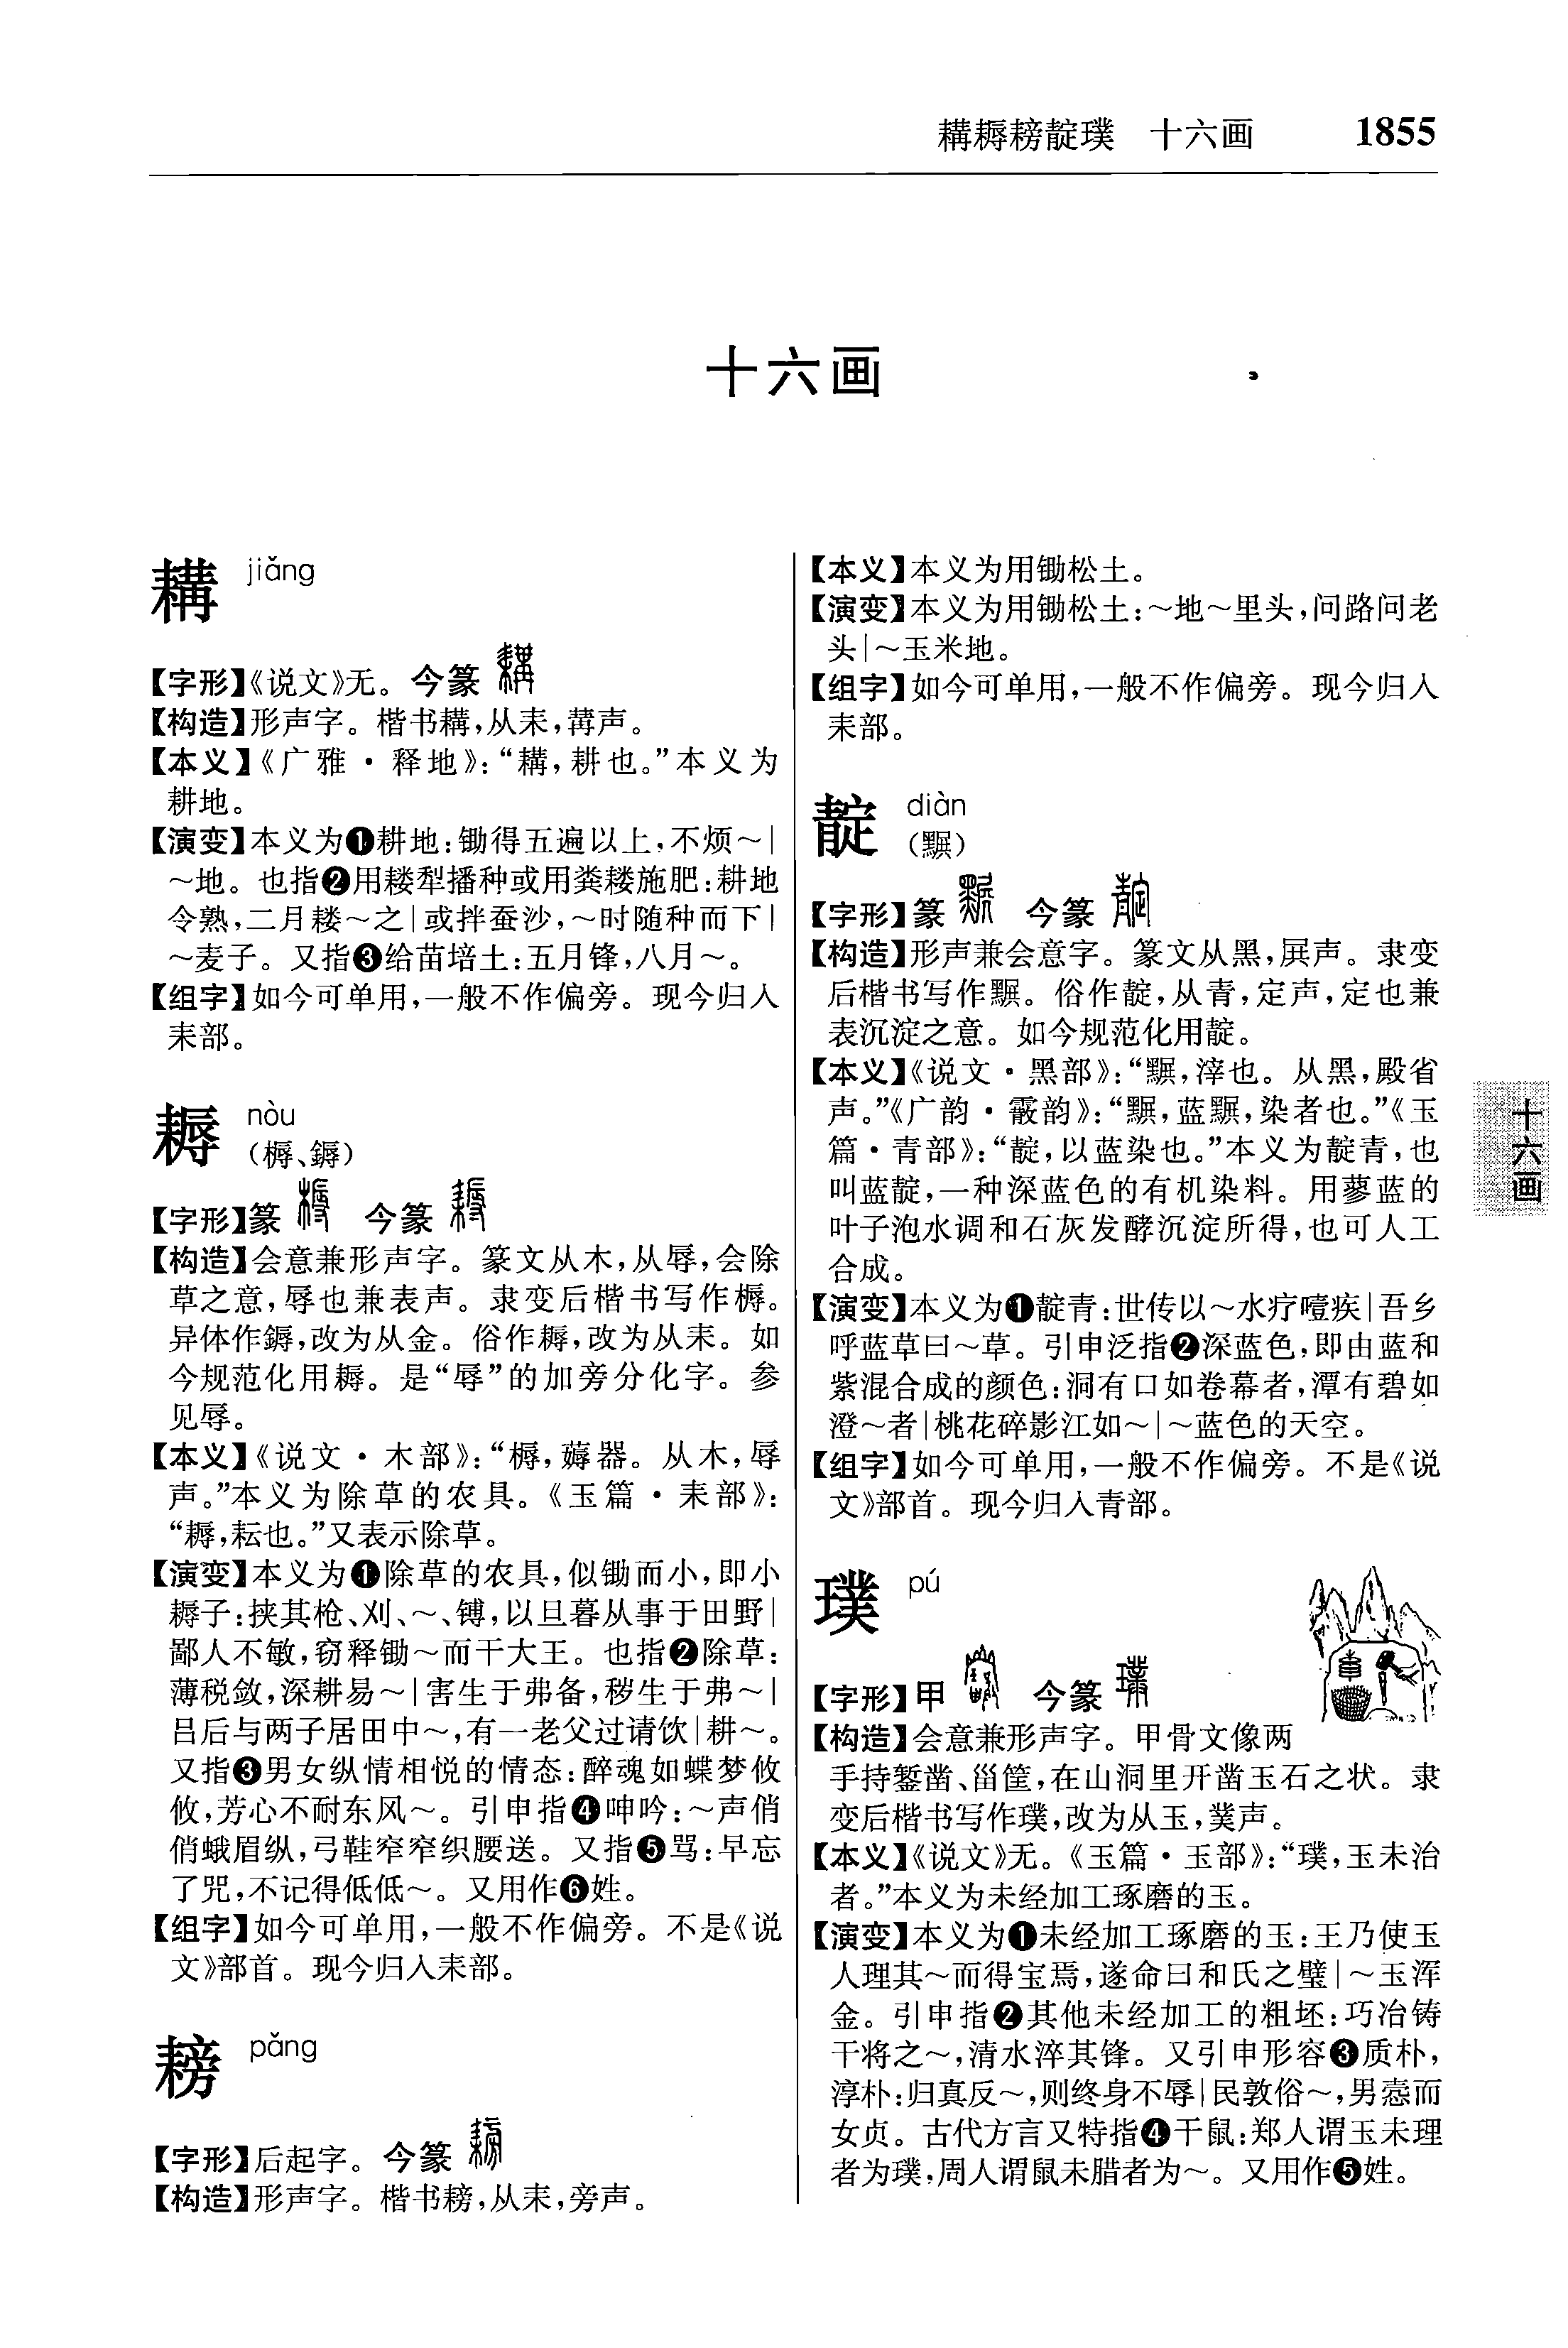 耩耨耪靛璞　十六画　1855
十六画
耩 jiǎng
【字形】《说文》无。今篆
【构造】形声字。楷书耩,从耒,冓声。
【本义】《广雅·释地》:“耩,耕也。”本义为
耕地。
【演变】本义为❶耕地:锄得五遍以上,不烦～|
～地。也指❷用耧犁播种或用粪耧施肥:耕地
令熟,二月耧～之|或拌蚕沙,～时随种而下|
～麦子。又指❸给苗培土:五月锋,八月～。
【组字】如今可单用,一般不作偏旁。现今归入
耒部。
耨 nòu
(槈、鎒)
【字形】篆　今篆
【构造】会意兼形声字。篆文从木,从辱,会除
草之意,辱也兼表声。隶变后楷书写作槈。
异体作鎒,改为从金。俗作耨,改为从耒。如
今规范化用耨。是“辱”的加旁分化字。参
见辱。
【本义】《说文·木部》:“槈,薅器。从木,辱
声。”本义为除草的农具。《玉篇·耒部》:
“耨,耘也。”又表示除草。
【演变】本义为❶除草的农具,似锄而小,即小
耨子:挟其枪、刈、～、镈,以旦暮从事于田野|
鄙人不敏,窃释锄～而干大王。也指❷除草:
薄税敛,深耕易～|害生于弗备,秽生于弗～|
吕后与两子居田中～,有一老父过请饮|耕～。
又指❸男女纵情相悦的情态:醉魂如蝶梦攸
攸,芳心不耐东风～。引申指❹呻吟:～声俏
俏蛾眉纵,弓鞋窄窄织腰送。又指❺骂:早忘
了咒,不记得低低～。又用作❻姓。
【组字】如今可单用,一般不作偏旁。不是《说
文》部首。现今归入耒部。
耪 pǎng
【字形】后起字。今篆
【构造】形声字。楷书耪,从耒,旁声。
【本义】本义为用锄松土。
【演变】本义为用锄松土:～地～里头,问路问老
头|～玉米地。
【组字】如今可单用,一般不作偏旁。现今归入
耒部。
靛 diàn
(黰)
【字形】篆　今篆
【构造】形声兼会意字。篆文从黑,㞟声。隶变
后楷书写作黰。俗作靛,从青,定声,定也兼
表沉淀之意。如今规范化用靛。
【本义】《说文·黑部》:“黰,滓也。从黑,殿省
声。”《广韵·霰韵》:“黰,蓝黰,染者也。”《玉
篇·青部》:“靛,以蓝染也。”本义为靛青,也
叫蓝靛,一种深蓝色的有机染料。用蓼蓝的
叶子泡水调和石灰发酵沉淀所得,也可人工
合成。
【演变】本义为❶靛青:世传以～水疗噎疾|吾乡
呼蓝草曰～草。引申泛指❷深蓝色,即由蓝和
紫混合成的颜色:洞有口如卷幕者,潭有碧如
澄～者|桃花碎影江如～|～蓝色的天空。
【组字】如今可单用,一般不作偏旁。不是《说
文》部首。现今归入青部。
璞 pú
【字形】甲　今篆
【构造】会意兼形声字。甲骨文像两
手持錾凿、甾筐,在山洞里开凿玉石之状。隶
变后楷书写作璞,改为从玉,菐声。
【本义】《说文》无。《玉篇·玉部》:“璞,玉未治
者。”本义为未经加工琢磨的玉。
【演变】本义为❶未经加工琢磨的玉:王乃使玉
人理其～而得宝焉,遂命曰和氏之璧|～玉浑
金。引申指❷其他未经加工的粗坯:巧冶铸
干将之～,清水淬其锋。又引申形容❸质朴,
淳朴:归真反～,则终身不辱|民敦俗～,男悫而
女贞。古代方言又特指❹干鼠:郑人谓玉未理
者为璞,周人谓鼠未腊者为～。又用作❺姓。
十六画